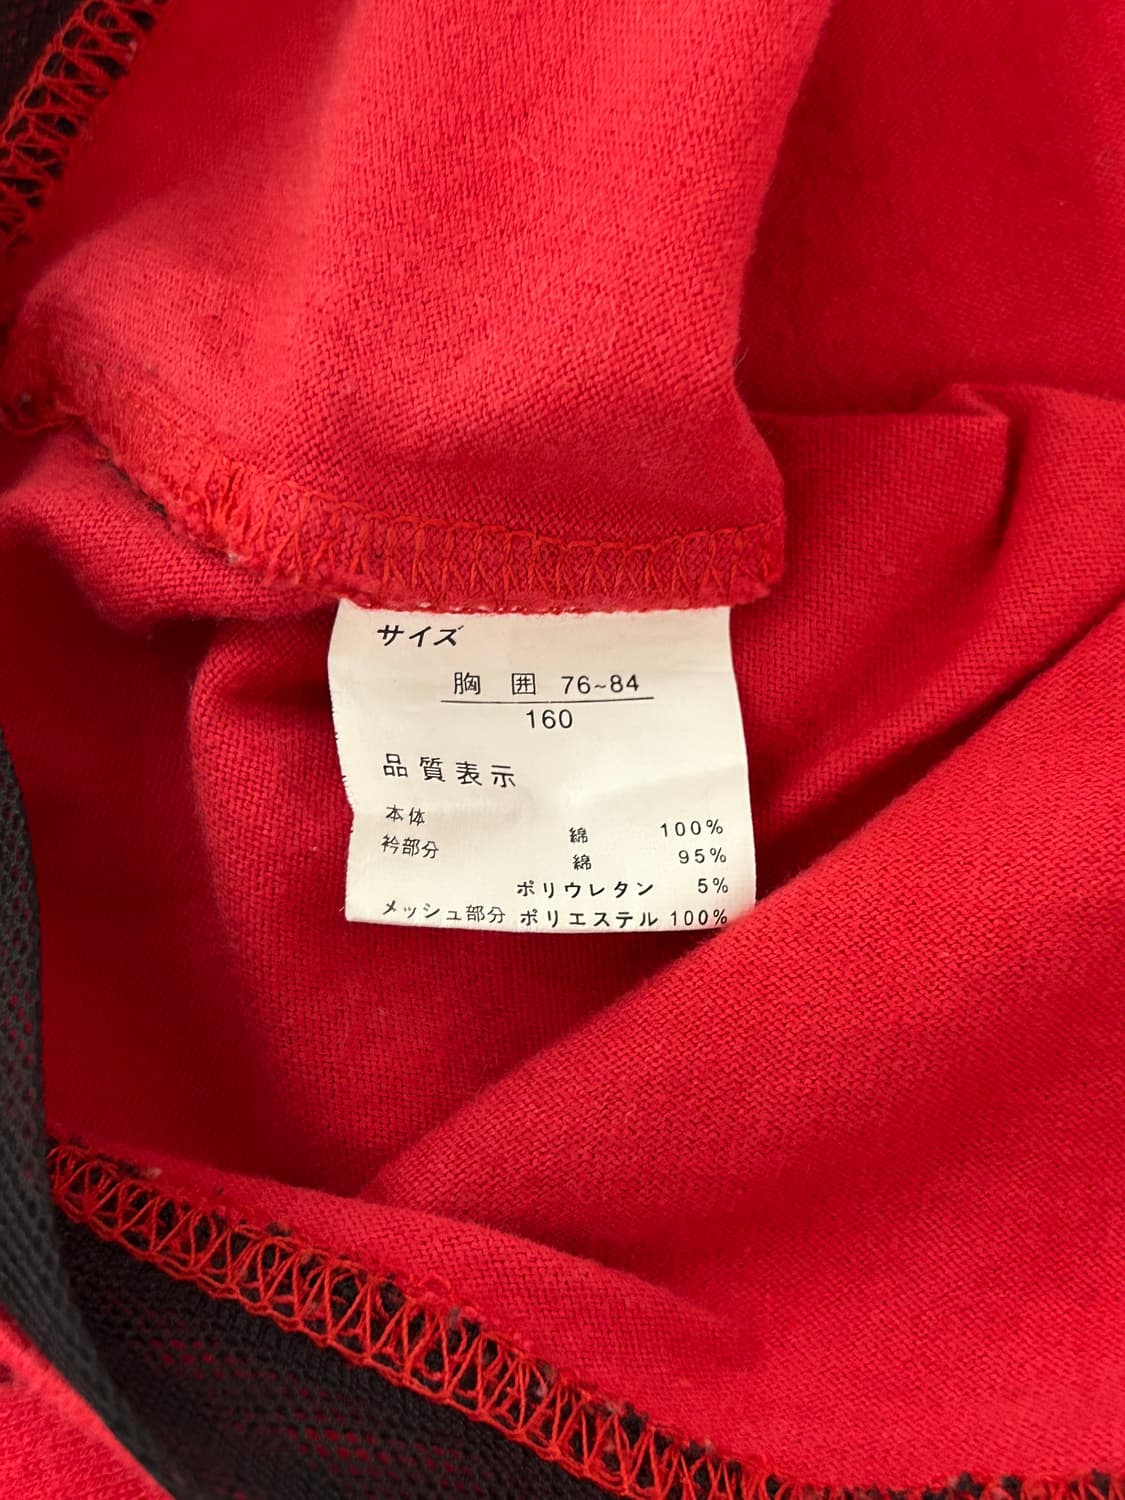 サイズ
胸 囲 76~84
160
品質表示
本体 綿 100%
衿部分 綿 95%
ポリウレタン 5%
メッシュ部分 ポリエステル 100%